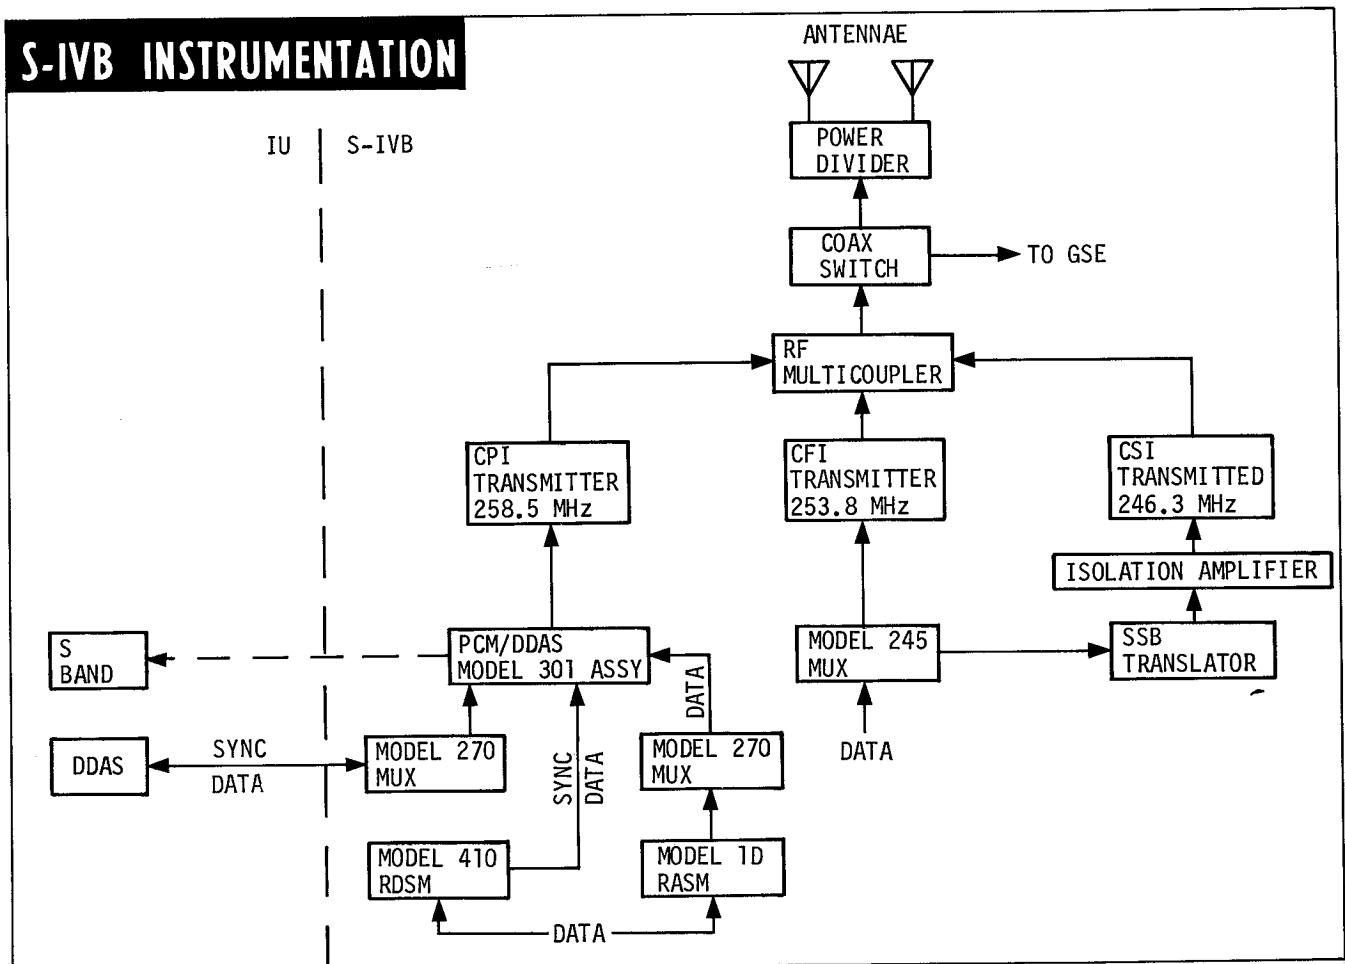 S-IVB INSTRUMENTATION
ANTENNAE
IU
S-IVB
POWER
DIVIDER
COAX
SWITCH
TO GSE
RF
MULTICOUPLER
CPI
TRANSMITTER
258.5 MHz
CFI
TRANSMITTER
253.8 MHz
CSI
TRANSMITTED
246.3 MHz
ISOLATION AMPLIFIER
S
BAND
PCM/DDAS
MODEL 301 ASSY
MODEL 245
MUX
SSB
TRANSLATOR
DATA
DDAS
SYNC
DATA
MODEL 270
MUX
SYNC
DATA
MODEL 270
MUX
DATA
MODEL 410
RDSM
MODEL 1D
RASM
DATA